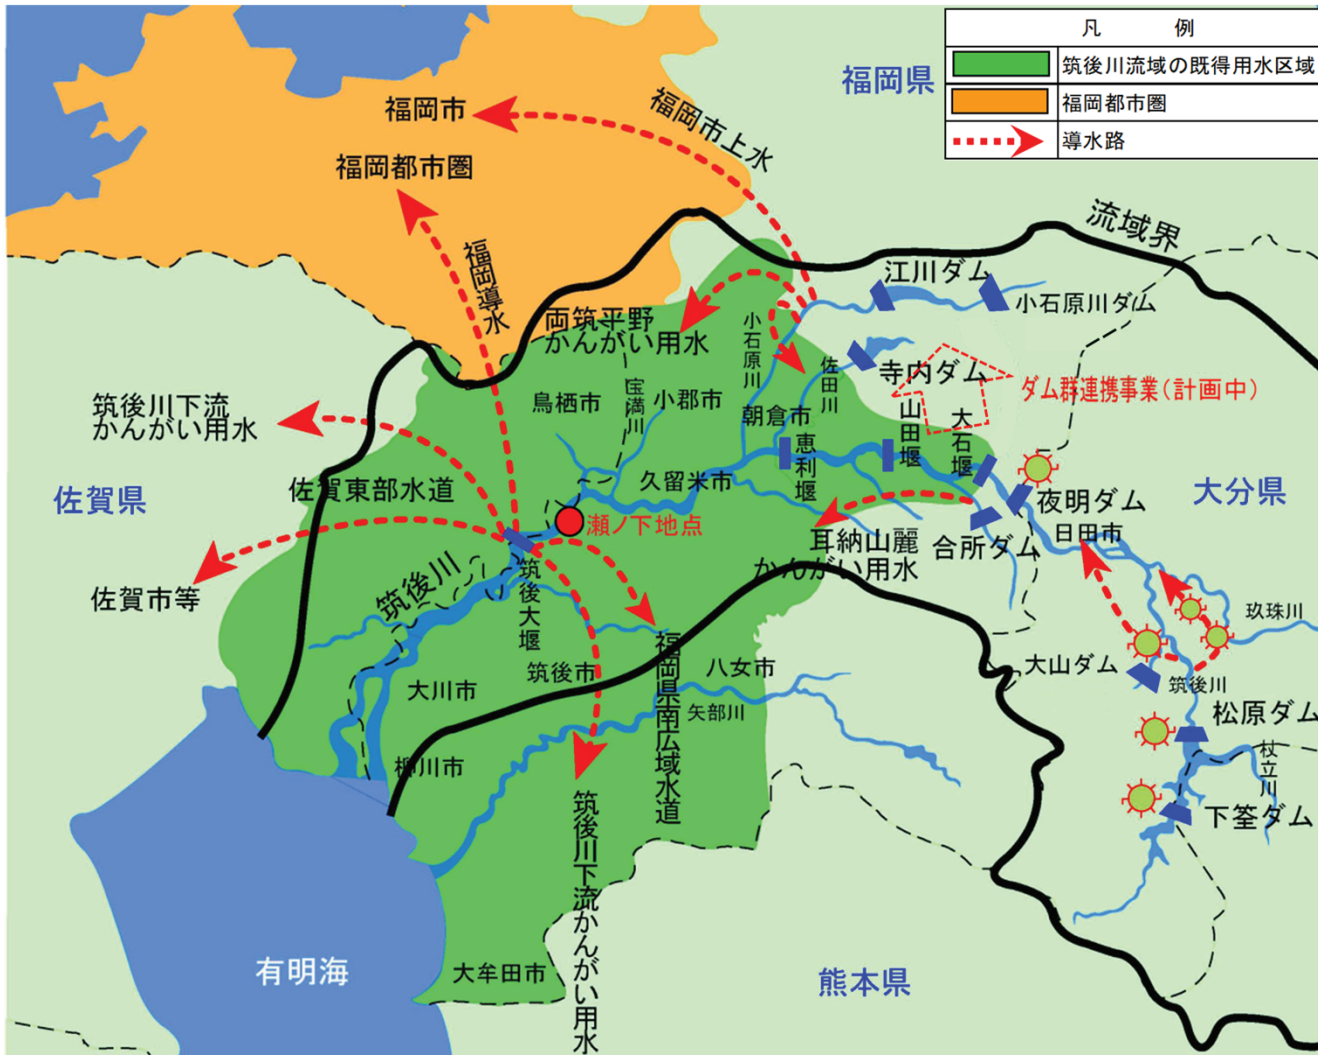 凡 例
筑後川流域の既得用水区域
福岡都市圏
導水路
福岡県
福岡市
福岡市上水
福岡都市圏
福岡導水
流域界
江川ダム
小石原川ダム
両筑平野
かんがい用水
小石原川
佐田川
寺内ダム
ダム群連携事業(計画中)
筑後川下流
かんがい用水
鳥栖市
宝満川
小郡市
朝倉市
恵利堰
山田堰
大石堰
佐賀県
佐賀東部水道
久留米市
瀬ノ下地点
夜明ダム
大分県
日田市
耳納山麗
かんがい用水
合所ダム
佐賀市等
筑後川
筑後大堰
玖珠川
大山ダム
筑後川
大川市
筑後市
八女市
矢部川
福岡県南広域水道
松原ダム
杖立川
柳川市
下筌ダム
筑後川下流かんがい用水
有明海
大牟田市
熊本県